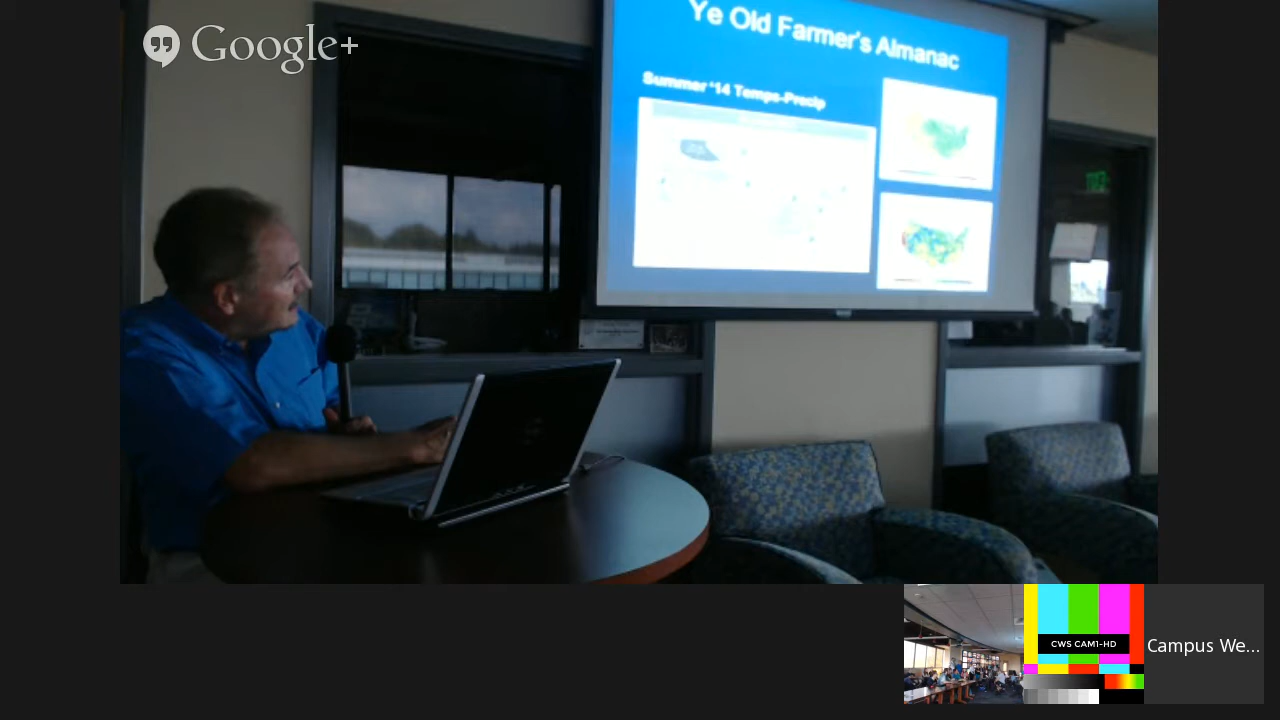 Google+
Ye Old Farmer's Almanac
Summer '14 Temps-Precip
CWS CAM1-HD
Campus We...